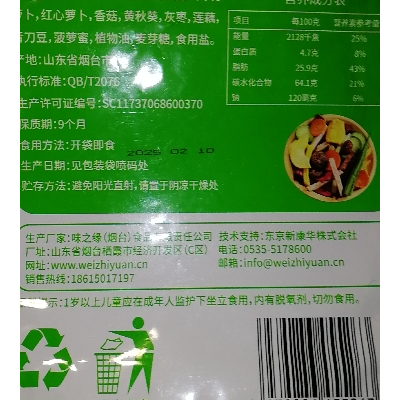 营养成分表
卜,红心萝卜,香菇,黄秋葵,灰枣,莲藕,
刀豆,菠萝蜜,植物油,麦芽糖,食用盐。
产地:山东省烟台市
执行标准:QB/T2076
生产许可证编号:SC11737068600370
保质期:9个月
食用方法:开袋即食
生产日期:见包装袋喷码处
贮存方法:避免阳光直射,请置于阴凉干燥处
项目 每100克 营养素参考值
能量 2128千焦 25%
蛋白质 4.7克 8%
脂肪 25.9克 43%
碳水化合物 64.1克 21%
钠 120毫克 6%
2026 02 10
生产厂家:味之缘(烟台)食品有限责任公司
厂址:山东省烟台栖霞市经济开发区(C区)
网址:www.weizhiyuan.cn
销售热线:18615017197
技术支持:东京新康华株式会社
电话:0535-5178600
邮箱:info@weizhiyuan.cn
示:1岁以上儿童应在成年人监护下坐立食用,内有脱氧剂,切勿食用。